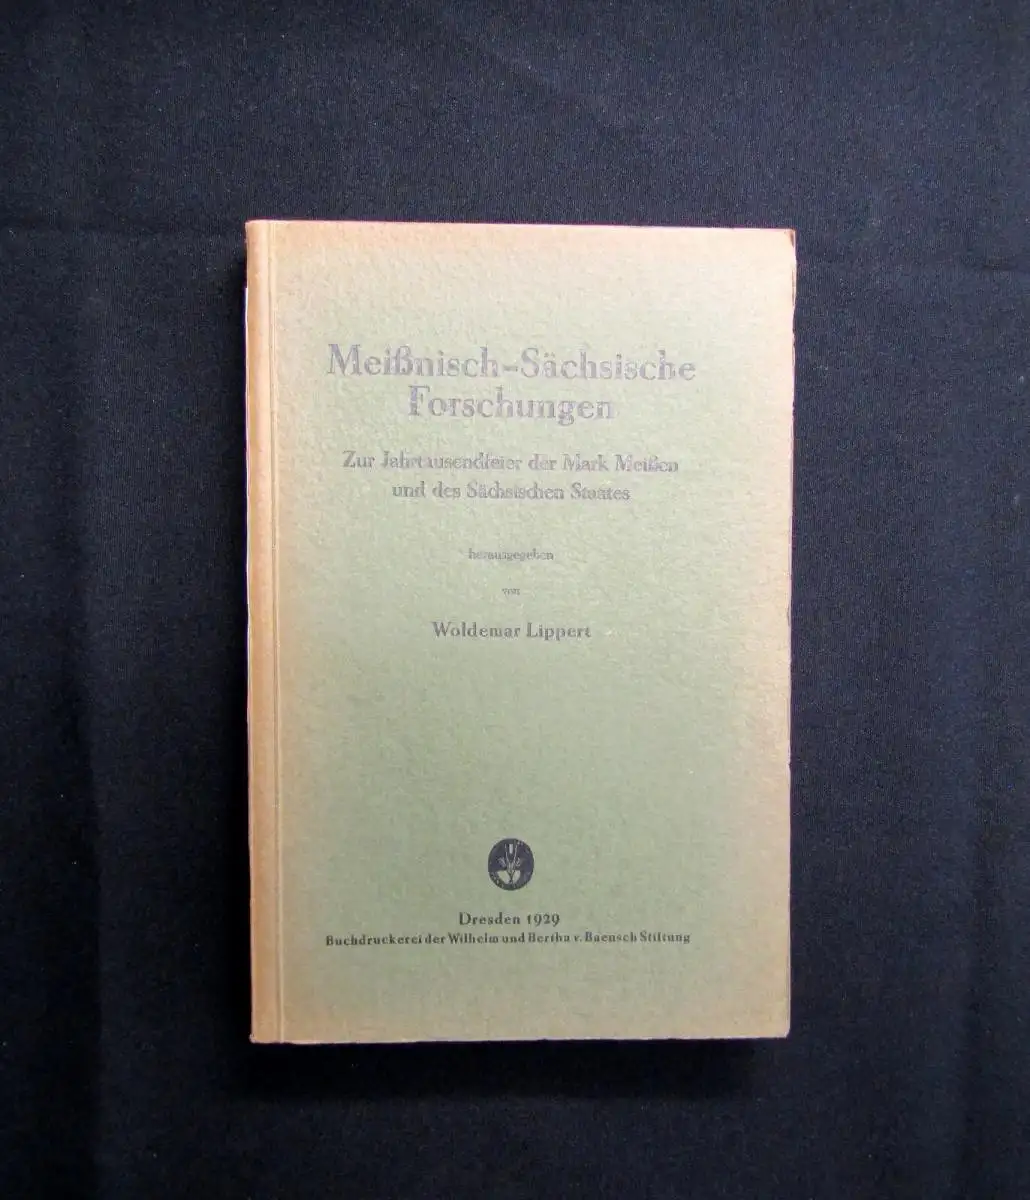 Meißnisch-Sächsische
Forschungen
Zur Jahrtausendfeier der Mark Meißen
und des Sächsischen Staates
herausgegeben
von
Woldemar Lippert
Dresden 1929
Buchdruckerei der Wilhelm und Bertha v. Baensch Stiftung